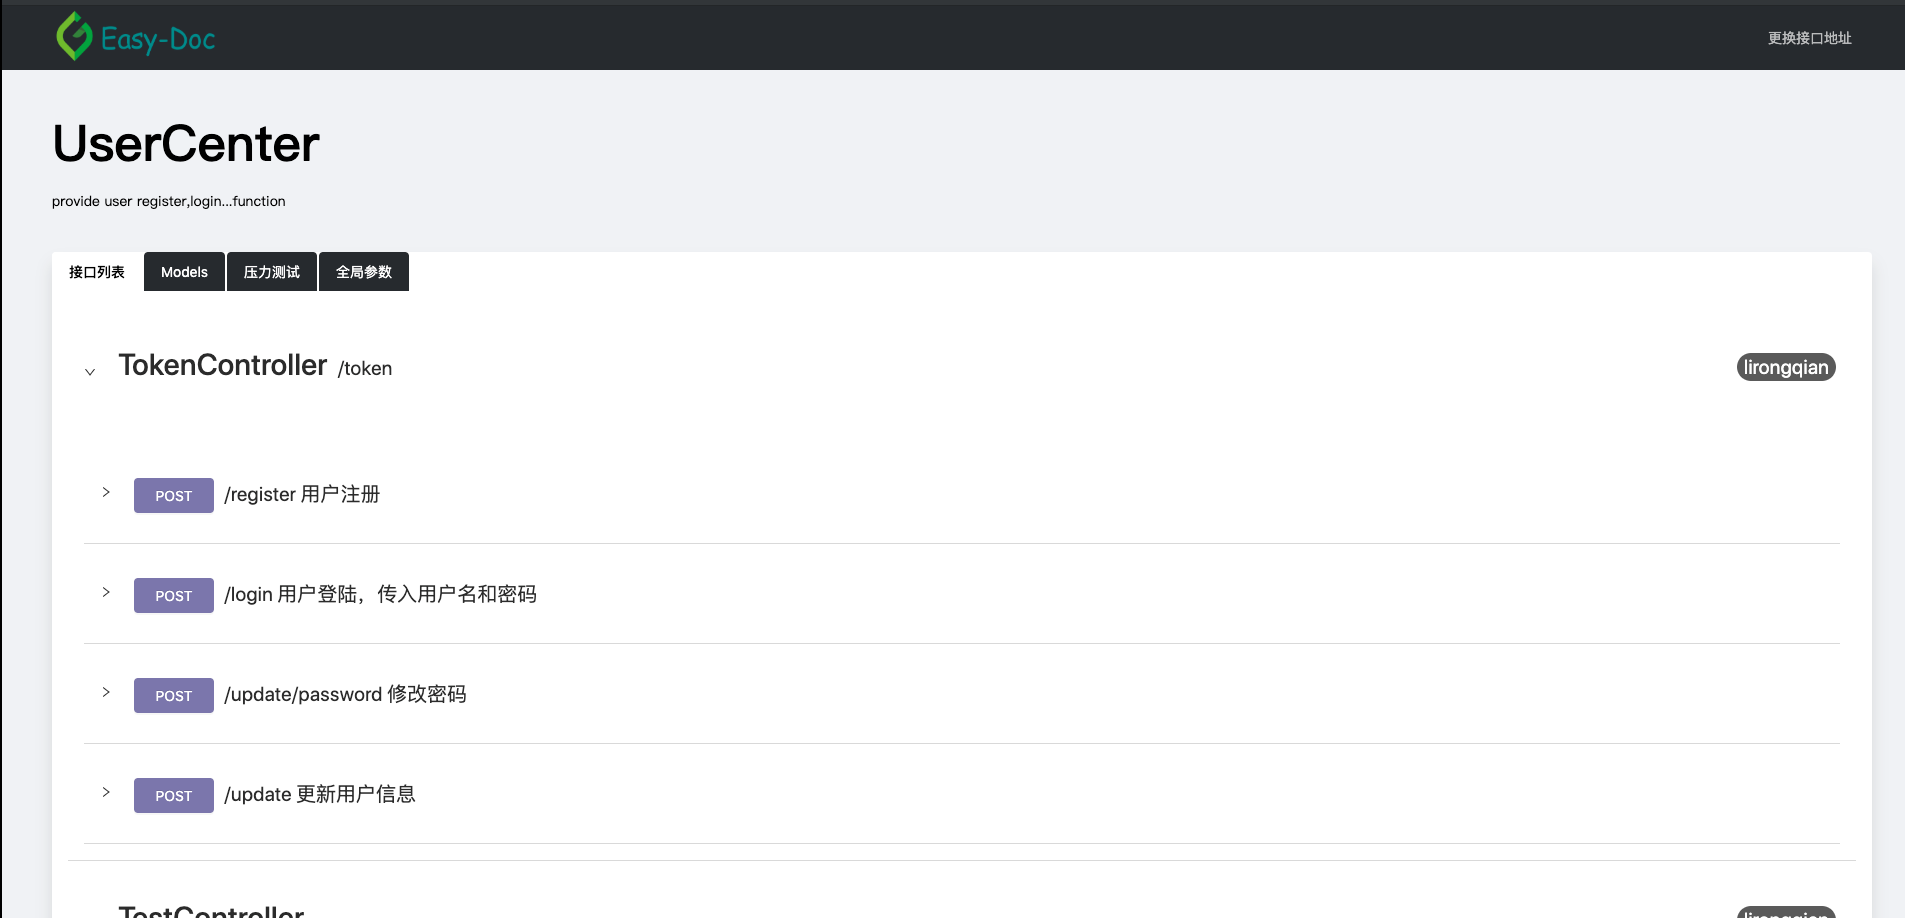 Easy-Doc
更换接口地址
UserCenter
provide user register,login...function
接口列表 Models 压力测试 全局参数
TokenController /token lirongqian
POST /register 用户注册
POST /login 用户登陆，传入用户名和密码
POST /update/password 修改密码
POST /update 更新用户信息
TestController lirongqian